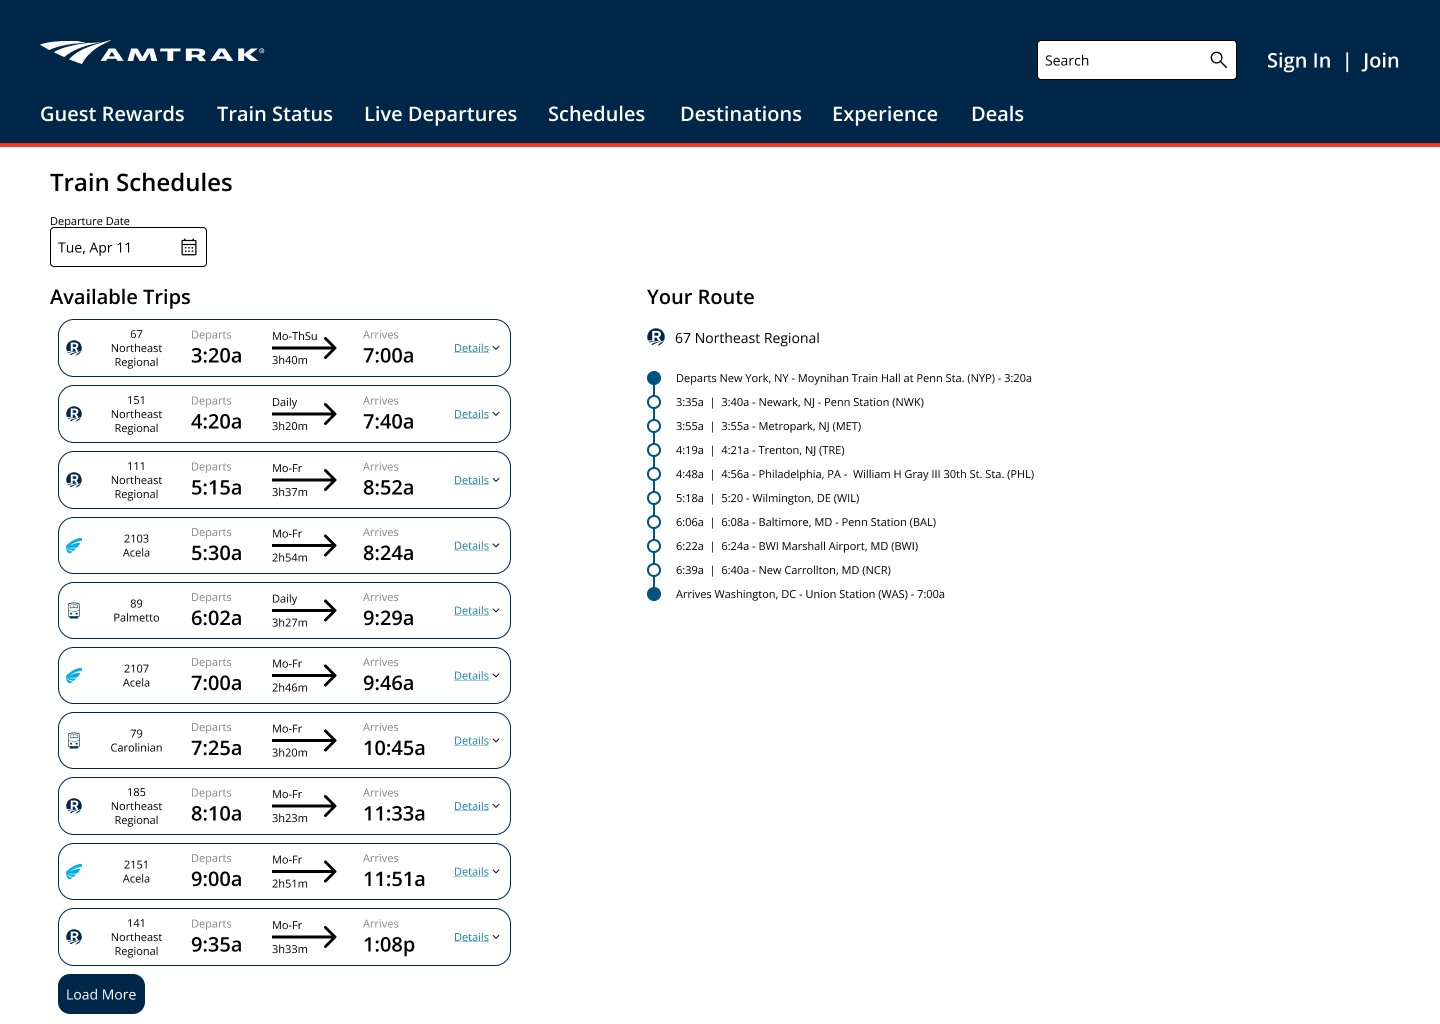 AMTRAK®
Search
Sign In | Join
Guest Rewards Train Status Live Departures Schedules Destinations Experience Deals
Train Schedules
Departure Date
Tue, Apr 11
Available Trips
67
Northeast
Regional
Departs
3:20a
Mo-ThSu
3h40m
Arrives
7:00a
Details
151
Northeast
Regional
Departs
4:20a
Daily
3h20m
Arrives
7:40a
Details
111
Northeast
Regional
Departs
5:15a
Mo-Fr
3h37m
Arrives
8:52a
Details
2103
Acela
Departs
5:30a
Mo-Fr
2h54m
Arrives
8:24a
Details
89
Palmetto
Departs
6:02a
Daily
3h27m
Arrives
9:29a
Details
2107
Acela
Departs
7:00a
Mo-Fr
2h46m
Arrives
9:46a
Details
79
Carolinian
Departs
7:25a
Mo-Fr
3h20m
Arrives
10:45a
Details
185
Northeast
Regional
Departs
8:10a
Mo-Fr
3h23m
Arrives
11:33a
Details
2151
Acela
Departs
9:00a
Mo-Fr
2h51m
Arrives
11:51a
Details
141
Northeast
Regional
Departs
9:35a
Mo-Fr
3h33m
Arrives
1:08p
Details
Load More
Your Route
67 Northeast Regional
Departs New York, NY - Moynihan Train Hall at Penn Sta. (NYP) - 3:20a
3:35a | 3:40a - Newark, NJ - Penn Station (NWK)
3:55a | 3:55a - Metropark, NJ (MET)
4:19a | 4:21a - Trenton, NJ (TRE)
4:48a | 4:56a - Philadelphia, PA - William H Gray III 30th St. Sta. (PHL)
5:18a | 5:20 - Wilmington, DE (WIL)
6:06a | 6:08a - Baltimore, MD - Penn Station (BAL)
6:22a | 6:24a - BWI Marshall Airport, MD (BWI)
6:39a | 6:40a - New Carrollton, MD (NCR)
Arrives Washington, DC - Union Station (WAS) - 7:00a